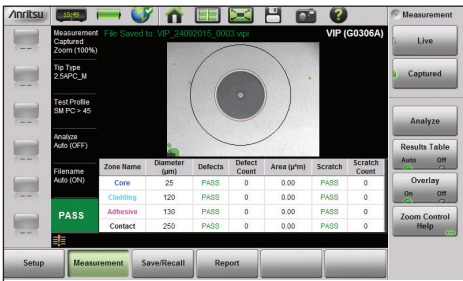 Anritsu 15:49 ?
Measurement
Captured
Zoom (100%)
File Saved to: VIP_24092015_0003.vipi
VIP (G0306A)
Tip Type
2.5APC_M
Test Profile
SM PC > 45
Analyze
Auto (OFF)
Filename
Auto (ON)
PASS
Zone Name Diameter (µm) Defects Defect Count Area (µ²m) Scratch Scratch Count
Core 25 PASS 0 0.00 PASS 0
Cladding 120 PASS 0 0.00 PASS 0
Adhesive 130 PASS 0 0.00 PASS 0
Contact 250 PASS 0 0.00 PASS 0
Measurement
Live
Captured
Analyze
Results Table
Auto Off
Overlay
On Off
Zoom Control
Help
Setup Measurement Save/Recall Report